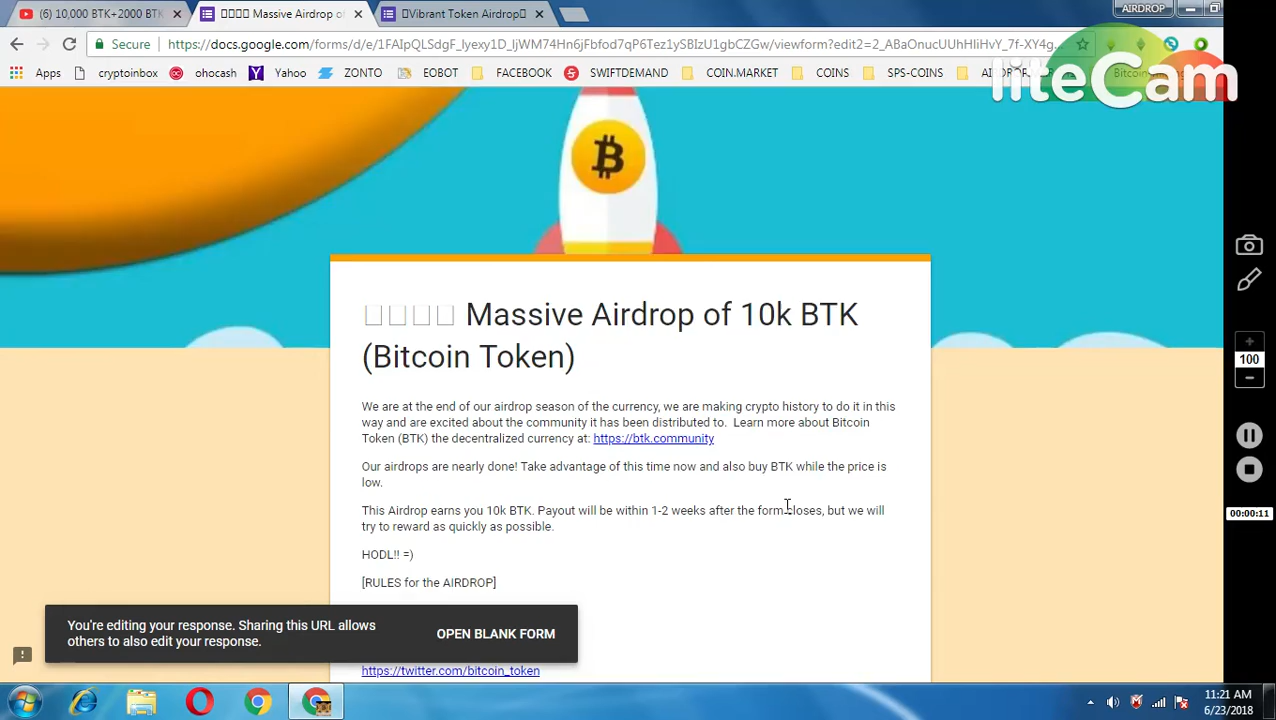 (6) 10,000 BTK+2000 BTK
Massive Airdrop of
Vibrant Token Airdrop
AIRDROP
Secure
https://docs.google.com/forms/d/e/1FAIpQLSdgF_lyexy1D_ljWM74Hn6jFbfod7qP6Tez1ySBIzU1gbCZGw/viewform?edit2=2_ABaOnucUUhHIiHvY_7f-XY4g...
Apps
cryptoinbox
ohocash
Yahoo
EOBOT
FACEBOOK
SWIFTDEMAND
COIN.MARKET
COINS
SPS-COINS
liteCam
Massive Airdrop of 10k BTK
(Bitcoin Token)
We are at the end of our airdrop season of the currency, we are making crypto history to do it in this
way and are excited about the community it has been distributed to. Learn more about Bitcoin
Token (BTK) the decentralized currency at: https://btk.community
Our airdrops are nearly done! Take advantage of this time now and also buy BTK while the price is
low.
This Airdrop earns you 10k BTK. Payout will be within 1-2 weeks after the form closes, but we will
try to reward as quickly as possible.
HODL!! =)
[RULES for the AIRDROP]
You're editing your response. Sharing this URL allows
others to also edit your response.
OPEN BLANK FORM
https://twitter.com/bitcoin_token
100
00:00:11
11:21 AM
6/23/2018